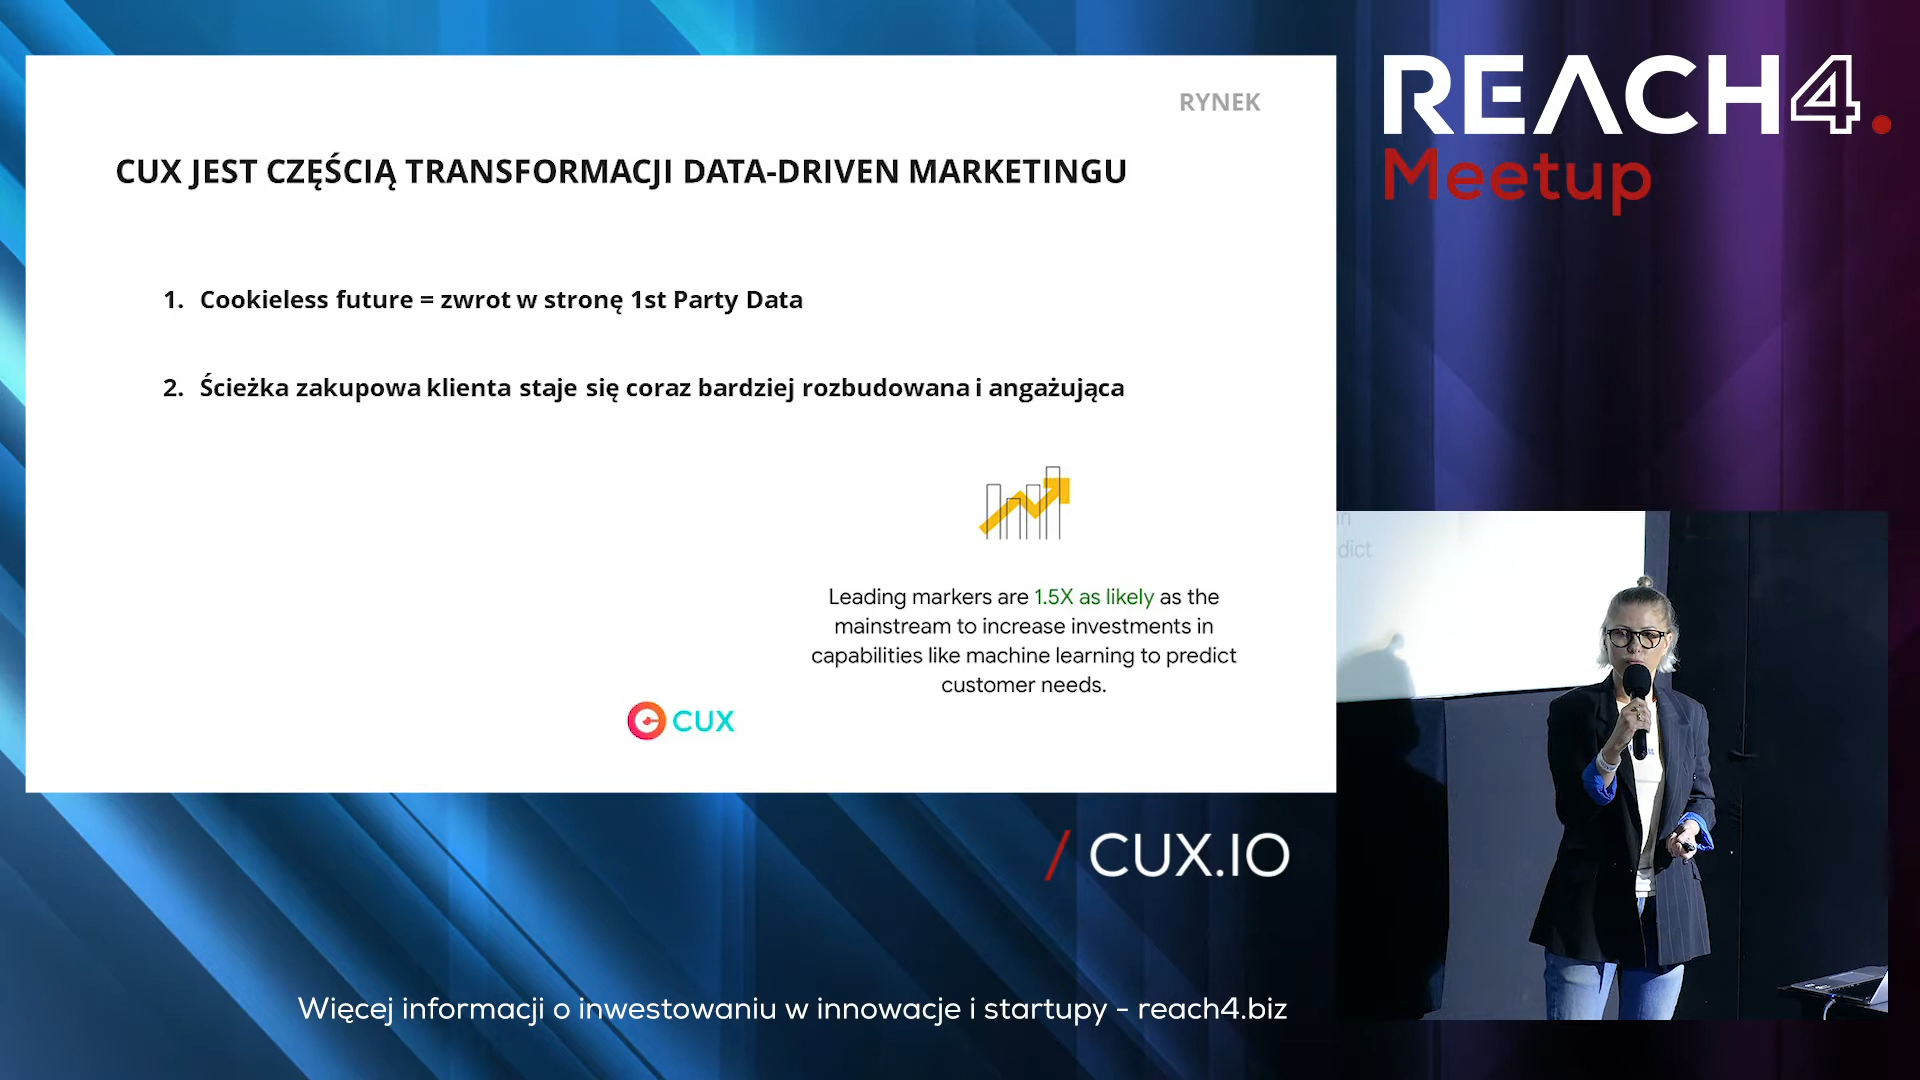 RYNEK
CUX JEST CZĘŚCIĄ TRANSFORMACJI DATA-DRIVEN MARKETINGU
1. Cookieless future = zwrot w stronę 1st Party Data
2. Ścieżka zakupowa klienta staje się coraz bardziej rozbudowana i angażująca
Leading markers are 1.5X as likely as the
mainstream to increase investments in
capabilities like machine learning to predict
customer needs.
CUX
REACH4.
Meetup
in
dict
/ CUX.IO
Więcej informacji o inwestowaniu w innowacje i startupy - reach4.biz